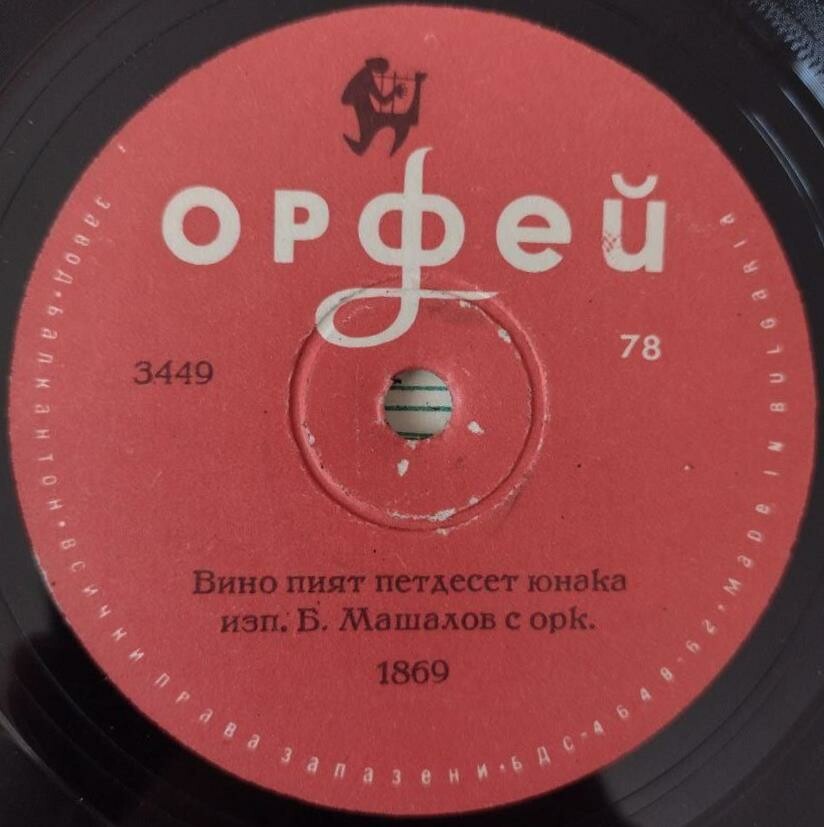 ОРФЕЙ
3449
78
Вино пият петдесет юнака
изп. Б. Машалов с орк.
1869
ЗАВОД·БАЛКАНТОН·ВСИЧКИ ПРАВА ЗАПАЗЕНИ·БДС-4648-62·MADE IN BULGARIA